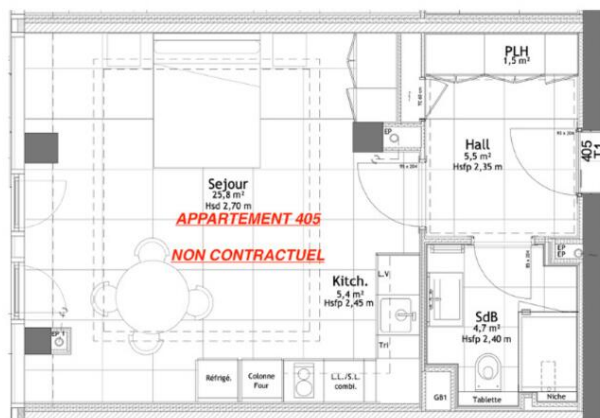 PLH
1,5 m²
Hall
5,5 m²
Hsfp 2,35 m
405
T1
EP
Sejour
25,8 m²
Hsd 2,70 m
APPARTEMENT 405
NON CONTRACTUEL
Kitch.
5,4 m²
Hsfp 2,45 m
L.V
Tri
EP
EP
SdB
4,7 m²
Hsfp 2,40 m
Réfrigé.
Colonne
Four
L.L./S.L.
combi.
GB1
Tablette
Niche